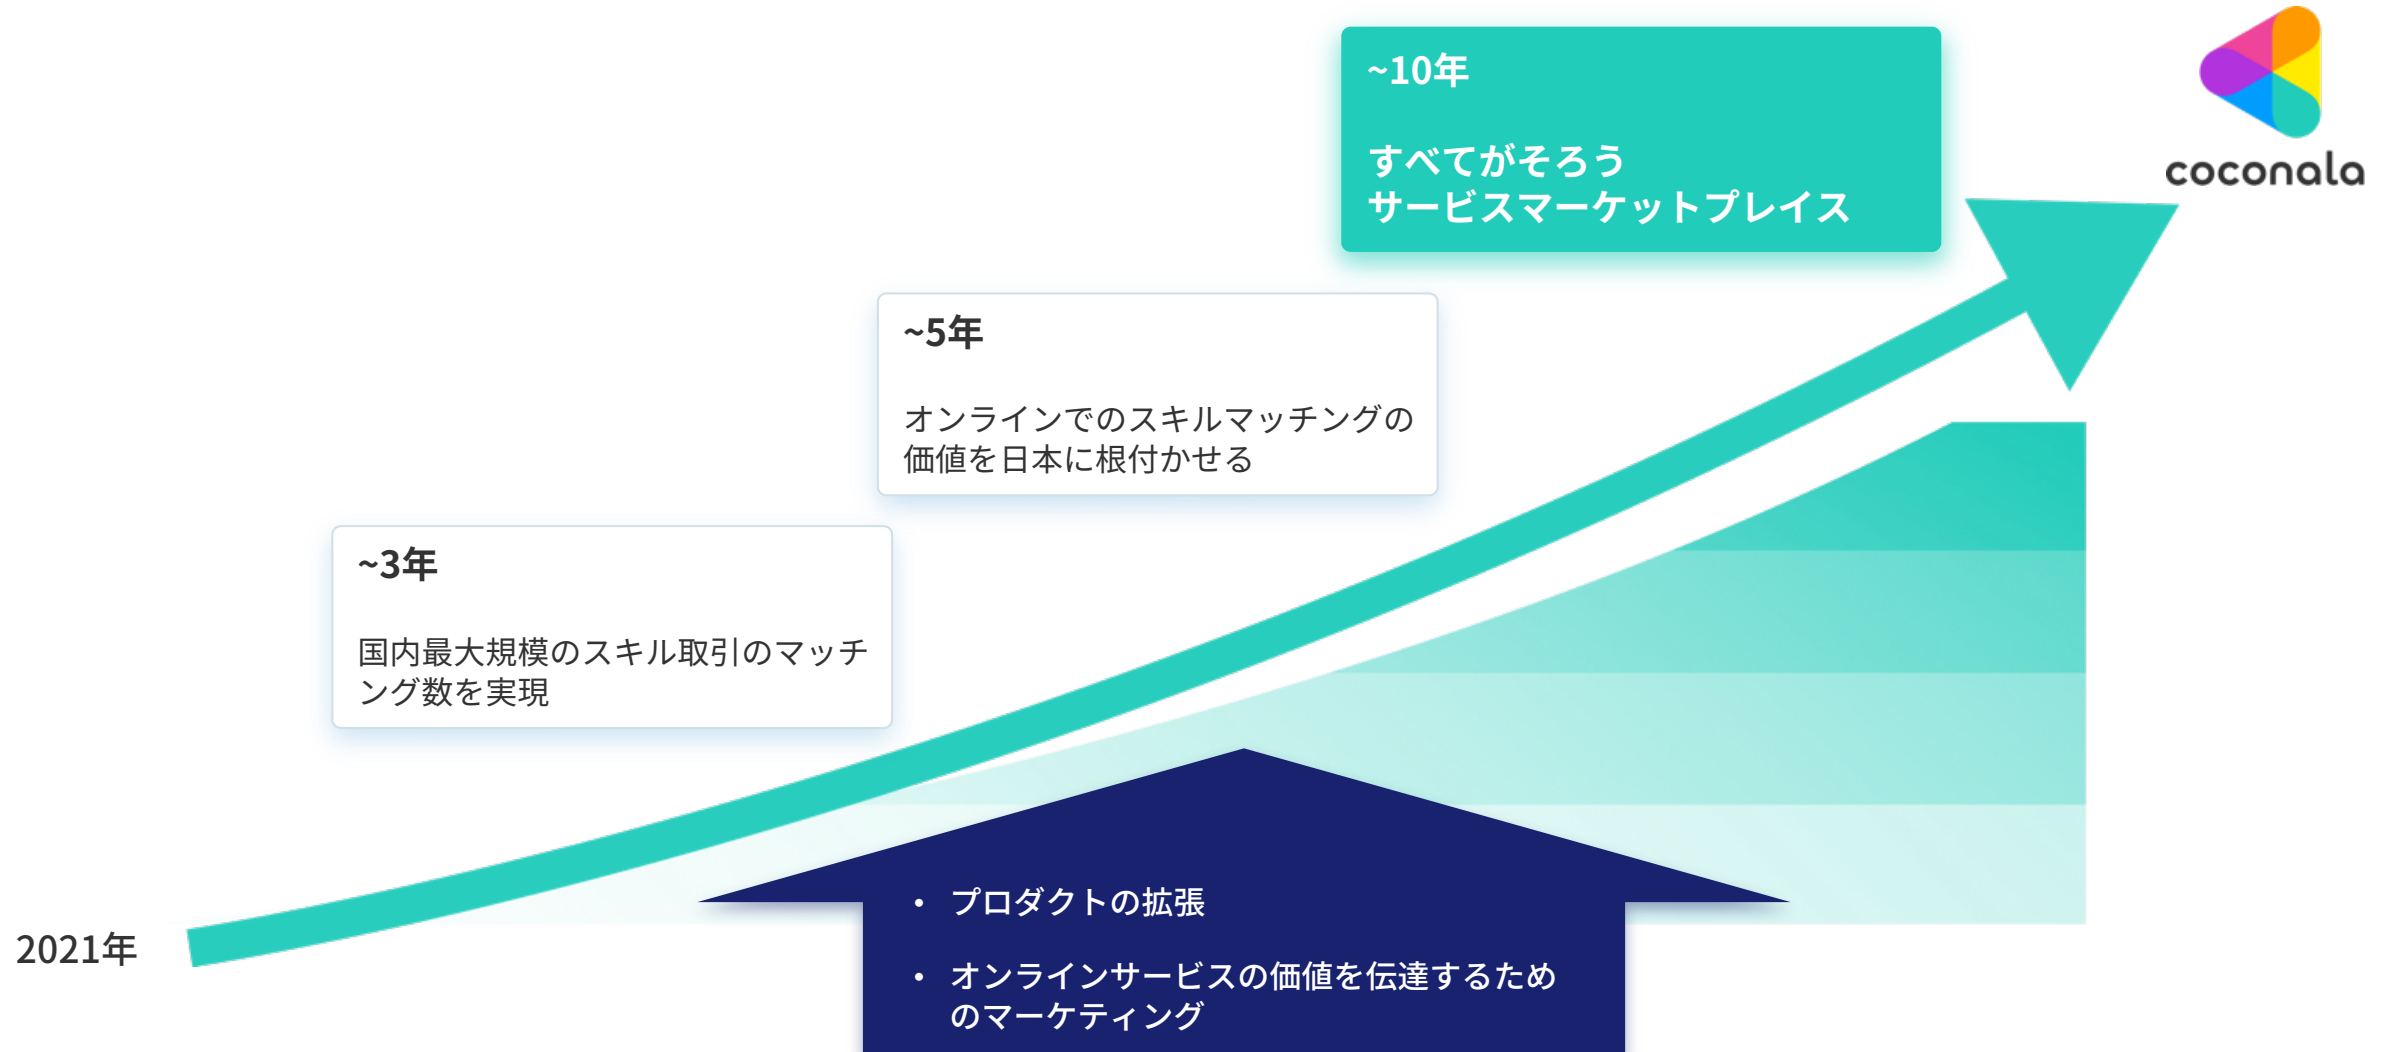 ~10年
すべてがそろう
サービスマーケットプレイス
coconala
~5年
オンラインでのスキルマッチングの
価値を日本に根付かせる
~3年
国内最大規模のスキル取引のマッチ
ング数を実現
2021年
• プロダクトの拡張
• オンラインサービスの価値を伝達するため
のマーケティング